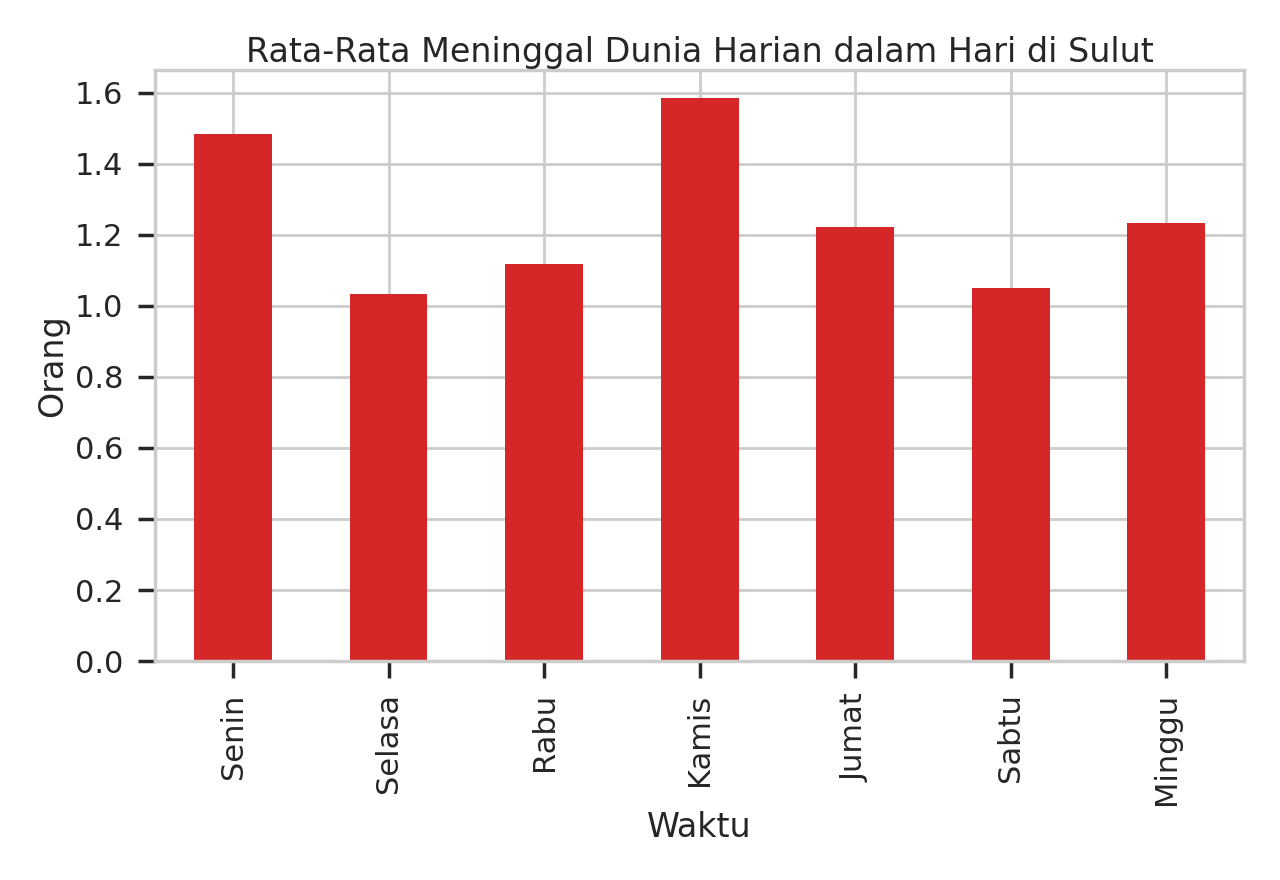 Rata-Rata Meninggal Dunia Harian dalam Hari di Sulut
1.6
1.4
1.2
1.0
0.8
0.6
0.4
0.2
0.0
Orang
Senin
Selasa
Rabu
Kamis
Jumat
Sabtu
Minggu
Waktu